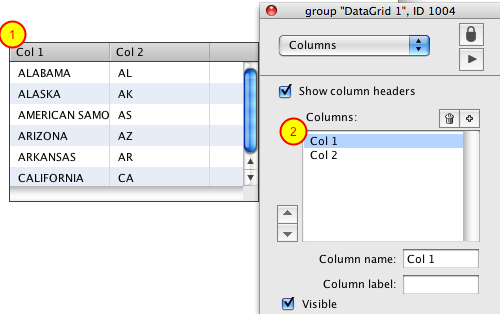 1
Col 1 Col 2
ALABAMA AL
ALASKA AK
AMERICAN SAMO AS
ARIZONA AZ
ARKANSAS AR
CALIFORNIA CA
group "DataGrid 1", ID 1004
Columns
Show column headers
Columns:
2
Col 1
Col 2
Column name: Col 1
Column label:
Visible